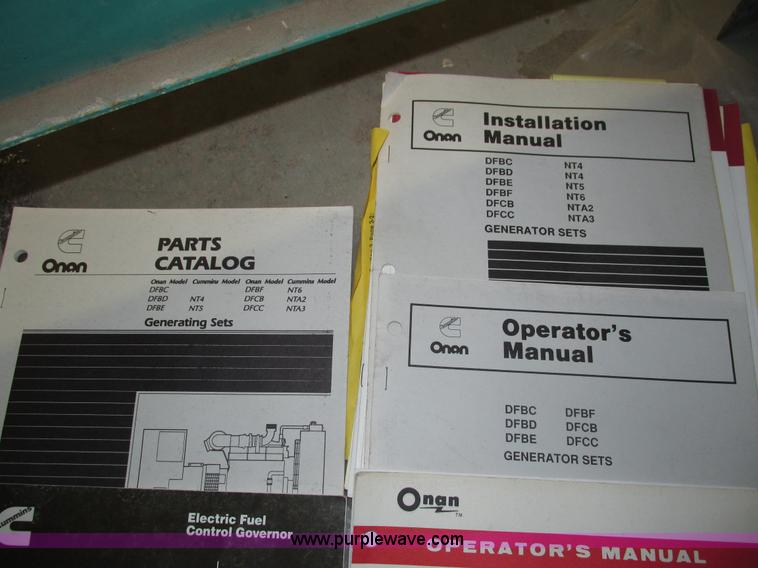 Onan
PARTS
CATALOG
Onan Model Cummins Model Onan Model Cummins Model
DFBC DFBF NT6
DFBD NT4 DFCB NTA2
DFBE NT5 DFCC NTA3
Generating Sets
Cummins
Electric Fuel
Control Governor
Onan
Installation
Manual
DFBC NT4
DFBD NT4
DFBE NT5
DFBF NT6
DFCB NTA2
DFCC NTA3
GENERATOR SETS
Onan
Operator's
Manual
DFBC DFBF
DFBD DFCB
DFBE DFCC
GENERATOR SETS
Onan
TM
OPERATOR'S MANUAL
www.purplewave.com